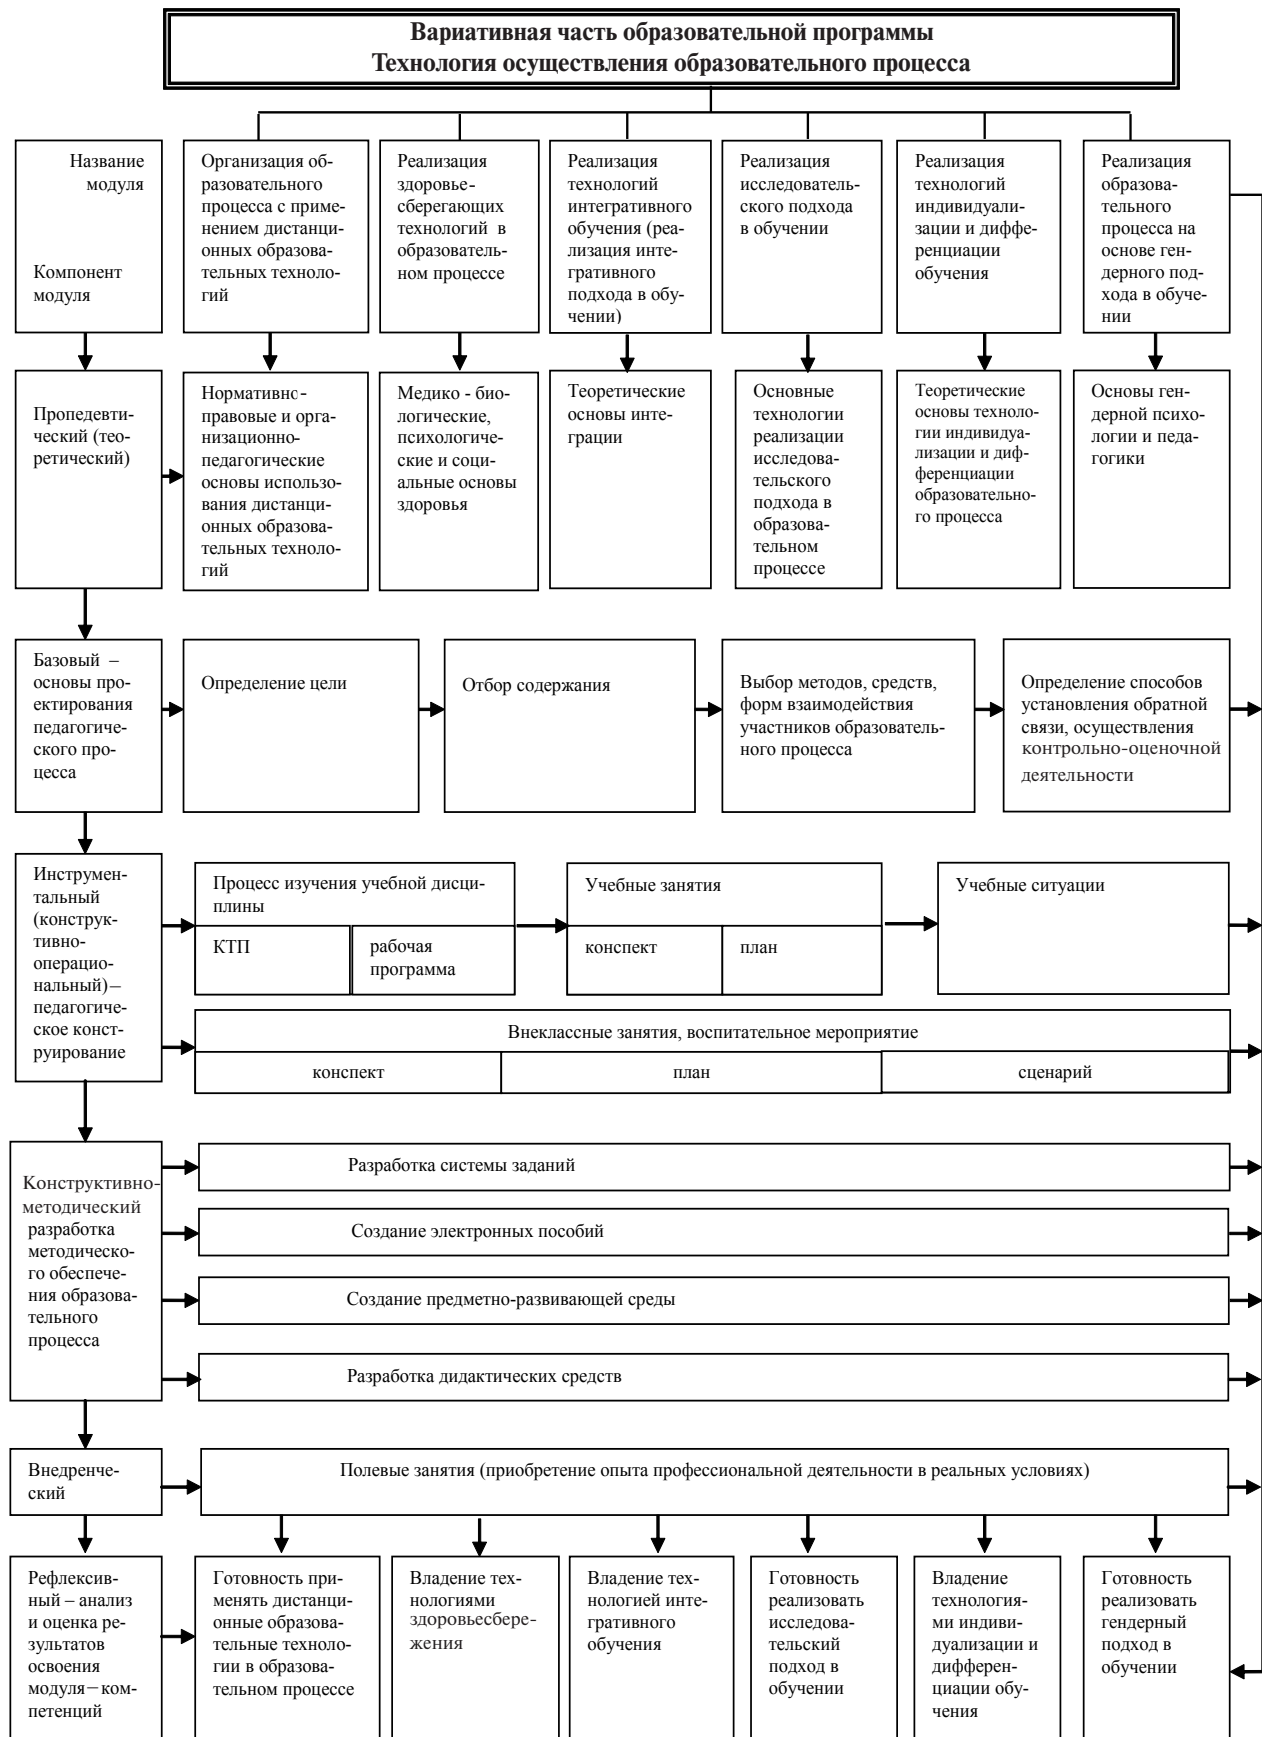 Вариативная часть образовательной программы
Технология осуществления образовательного процесса
Название
модуля
Компонент
модуля
Организация об-
разовательного
процесса с приме-
нением дистанци-
онных образова-
тельных техноло-
гий
Реализация
здоровье-
сберегающих
технологий в
образователь-
ном процессе
Реализация
технологий
интегративного
обучения (реа-
лизация инте-
гративного
подхода в обу-
чении)
Реализация
исследователь-
ского подхода
в обучении
Реализация
технологий
индивидуали-
зации и диффе-
ренциации
обучения
Реализация
образова-
тельного
процесса на
основе ген-
дерного под-
хода в обуче-
нии
Пропедевти-
ческий (тео-
ретический)
Нормативно-
правовые и ор-
ганизационно-
педагогические
основы использо-
вания дистанци-
онных образова-
тельных техноло-
гий
Медико - био-
логические,
психологиче-
ские и соци-
альные основы
здоровья
Теоретические
основы инте-
грации
Основные
технологии
реализации
исследова-
тельского
подхода в
образова-
тельном
процессе
Теоретические
основы техноло-
гии индивидуа-
лизации и диф-
ференциации
образовательно-
го процесса
Основы ген-
дерной психо-
логии и педа-
гогики
Базовый –
основы про-
ектирования
педагогиче-
ского про-
цесса
Определение цели
Отбор содержания
Выбор методов, средств,
форм взаимодействия
участников образователь-
ного процесса
Определение способов
установления обратной
связи, осуществления
контрольно-оценочной
деятельности
Инструмен-
тальный
(конструк-
тивно-
операцио-
нальный)–
педагогиче-
ское конст-
руирование
Процесс изучения учебной дисци-
плины
КТП
рабочая
программа
Учебные занятия
конспект
план
Учебные ситуации
Внеклассные занятия, воспитательное мероприятие
конспект
план
сценарий
Конструктивно-
методический
разработка
методическо-
го обеспече-
ния образова-
тельного
процесса
Разработка системы заданий
Создание электронных пособий
Создание предметно-развивающей среды
Разработка дидактических средств
Внедренче-
ский
Полевые занятия (приобретение опыта профессиональной деятельности в реальных условиях)
Рефлексив-
ный – анализ
и оценка ре-
зультатов
освоения
модуля–ком-
петенций
Готовность при-
менять дистанци-
онные образова-
тельные техноло-
гии в образова-
тельном процессе
Владение тех-
нологиями
здоровьесбере-
жения
Владение тех-
нологией инте-
гративного
обучения
Готовность
реализовать
исследова-
тельский
подход в
обучении
Владение
технология-
ми индиви-
дуализации и
дифферен-
циации обу-
чения
Готовность
реализовать
гендерный
подход в
обучении